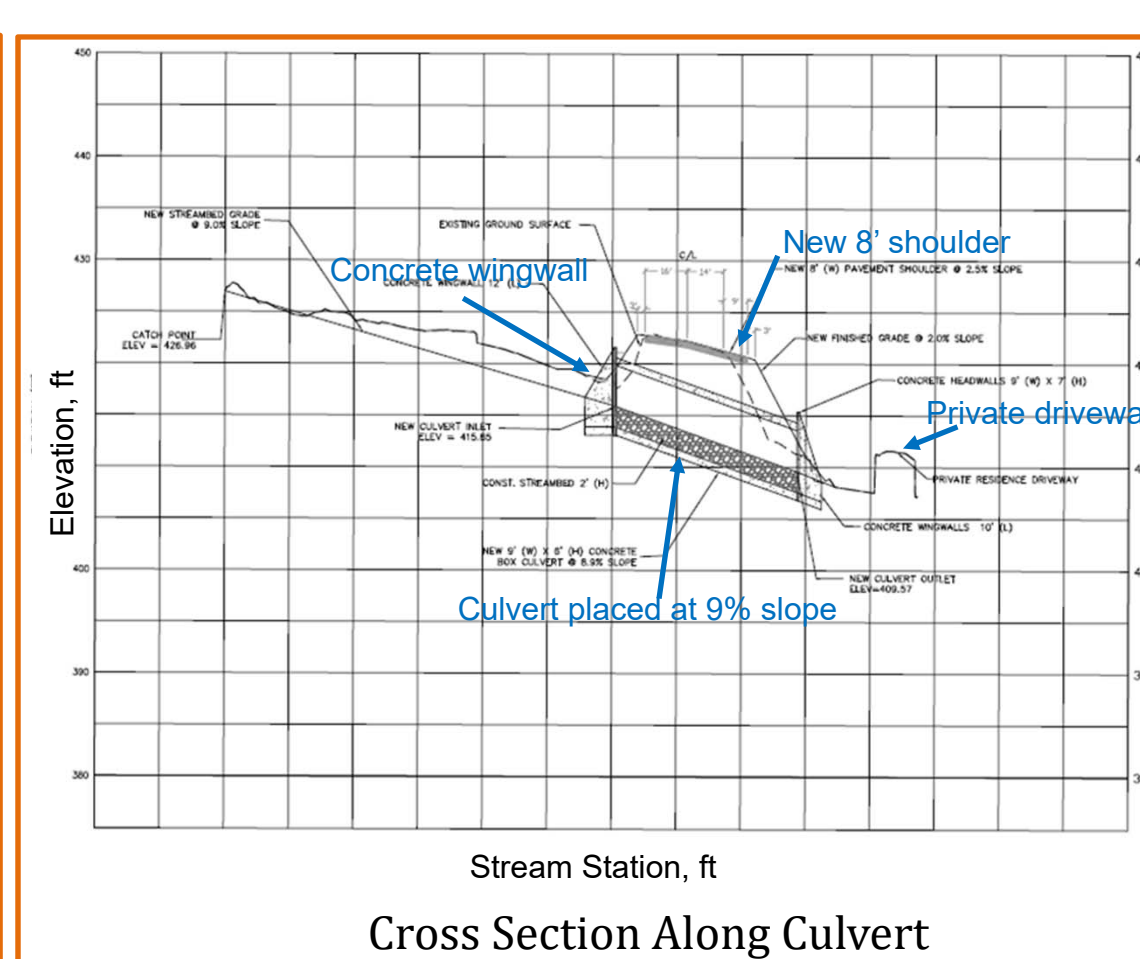 450
440
NEW STREAMBED GRADE
@ 9.0% SLOPE
EXISTING GROUND SURFACE
New 8' shoulder
C/L
430
Concrete wingwall
NEW 8' (W) PAVEMENT SHOULDER @ 2.5% SLOPE
16'
14'
CONCRETE WINGWALL 12' (L)
CATCH POINT
ELEV = 426.96
NEW FINISHED GRADE @ 2.0% SLOPE
CONCRETE HEADWALLS 9' (W) X 7' (H)
Private drivewa
NEW CULVERT INLET
ELEV = 415.65
Elevation, ft
CONST. STREAMBED 2' (H)
PRIVATE RESIDENCE DRIVEWAY
CONCRETE WINGWALLS 10' (L)
NEW 9' (W) X 6' (H) CONCRETE
BOX CULVERT @ 8.9% SLOPE
400
NEW CULVERT OUTLET
ELEV=409.57
Culvert placed at 9% slope
390
380
Stream Station, ft
Cross Section Along Culvert